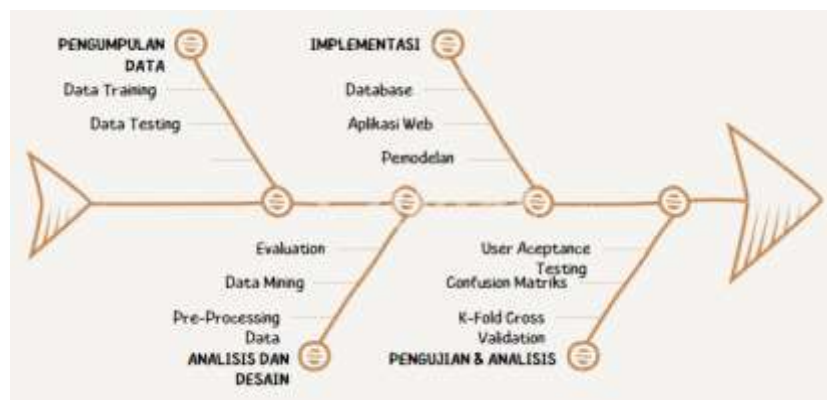 PENGUMPULAN
DATA
Data Training
Data Testing
IMPLEMENTASI
Database
Aplikasi Web
Pemodelan
Evaluation
Data Mining
Pre-Processing
Data
ANALISIS DAN
DESAIN
User Aceptance
Testing
Confusion Matriks
K-Fold Cross
Validation
PENGUJIAN & ANALISIS